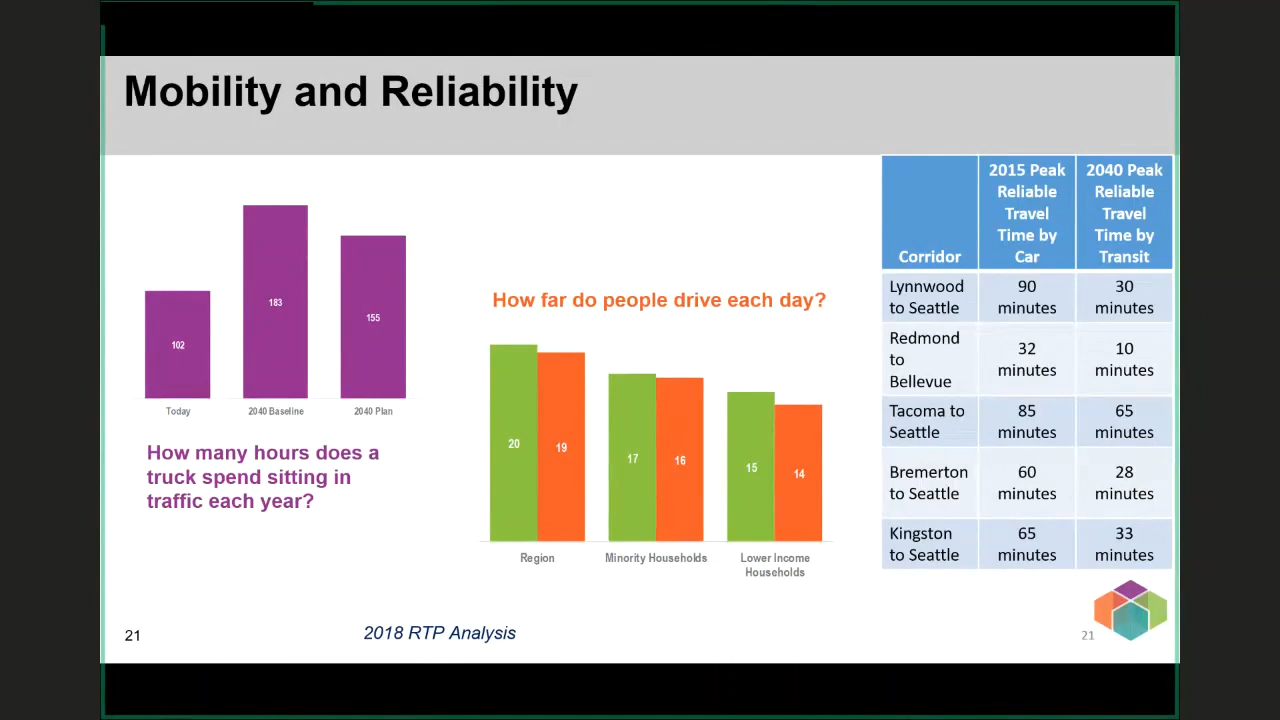 Mobility and Reliability
102
183
155
Today
2040 Baseline
2040 Plan
How many hours does a
truck spend sitting in
traffic each year?
How far do people drive each day?
20
19
17
16
15
14
Region
Minority Households
Lower Income
Households
Corridor
2015 Peak
Reliable
Travel
Time by
Car
2040 Peak
Reliable
Travel
Time by
Transit
Lynnwood
to Seattle
90
minutes
30
minutes
Redmond
to
Bellevue
32
minutes
10
minutes
Tacoma to
Seattle
85
minutes
65
minutes
Bremerton
to Seattle
60
minutes
28
minutes
Kingston
to Seattle
65
minutes
33
minutes
21
2018 RTP Analysis
21